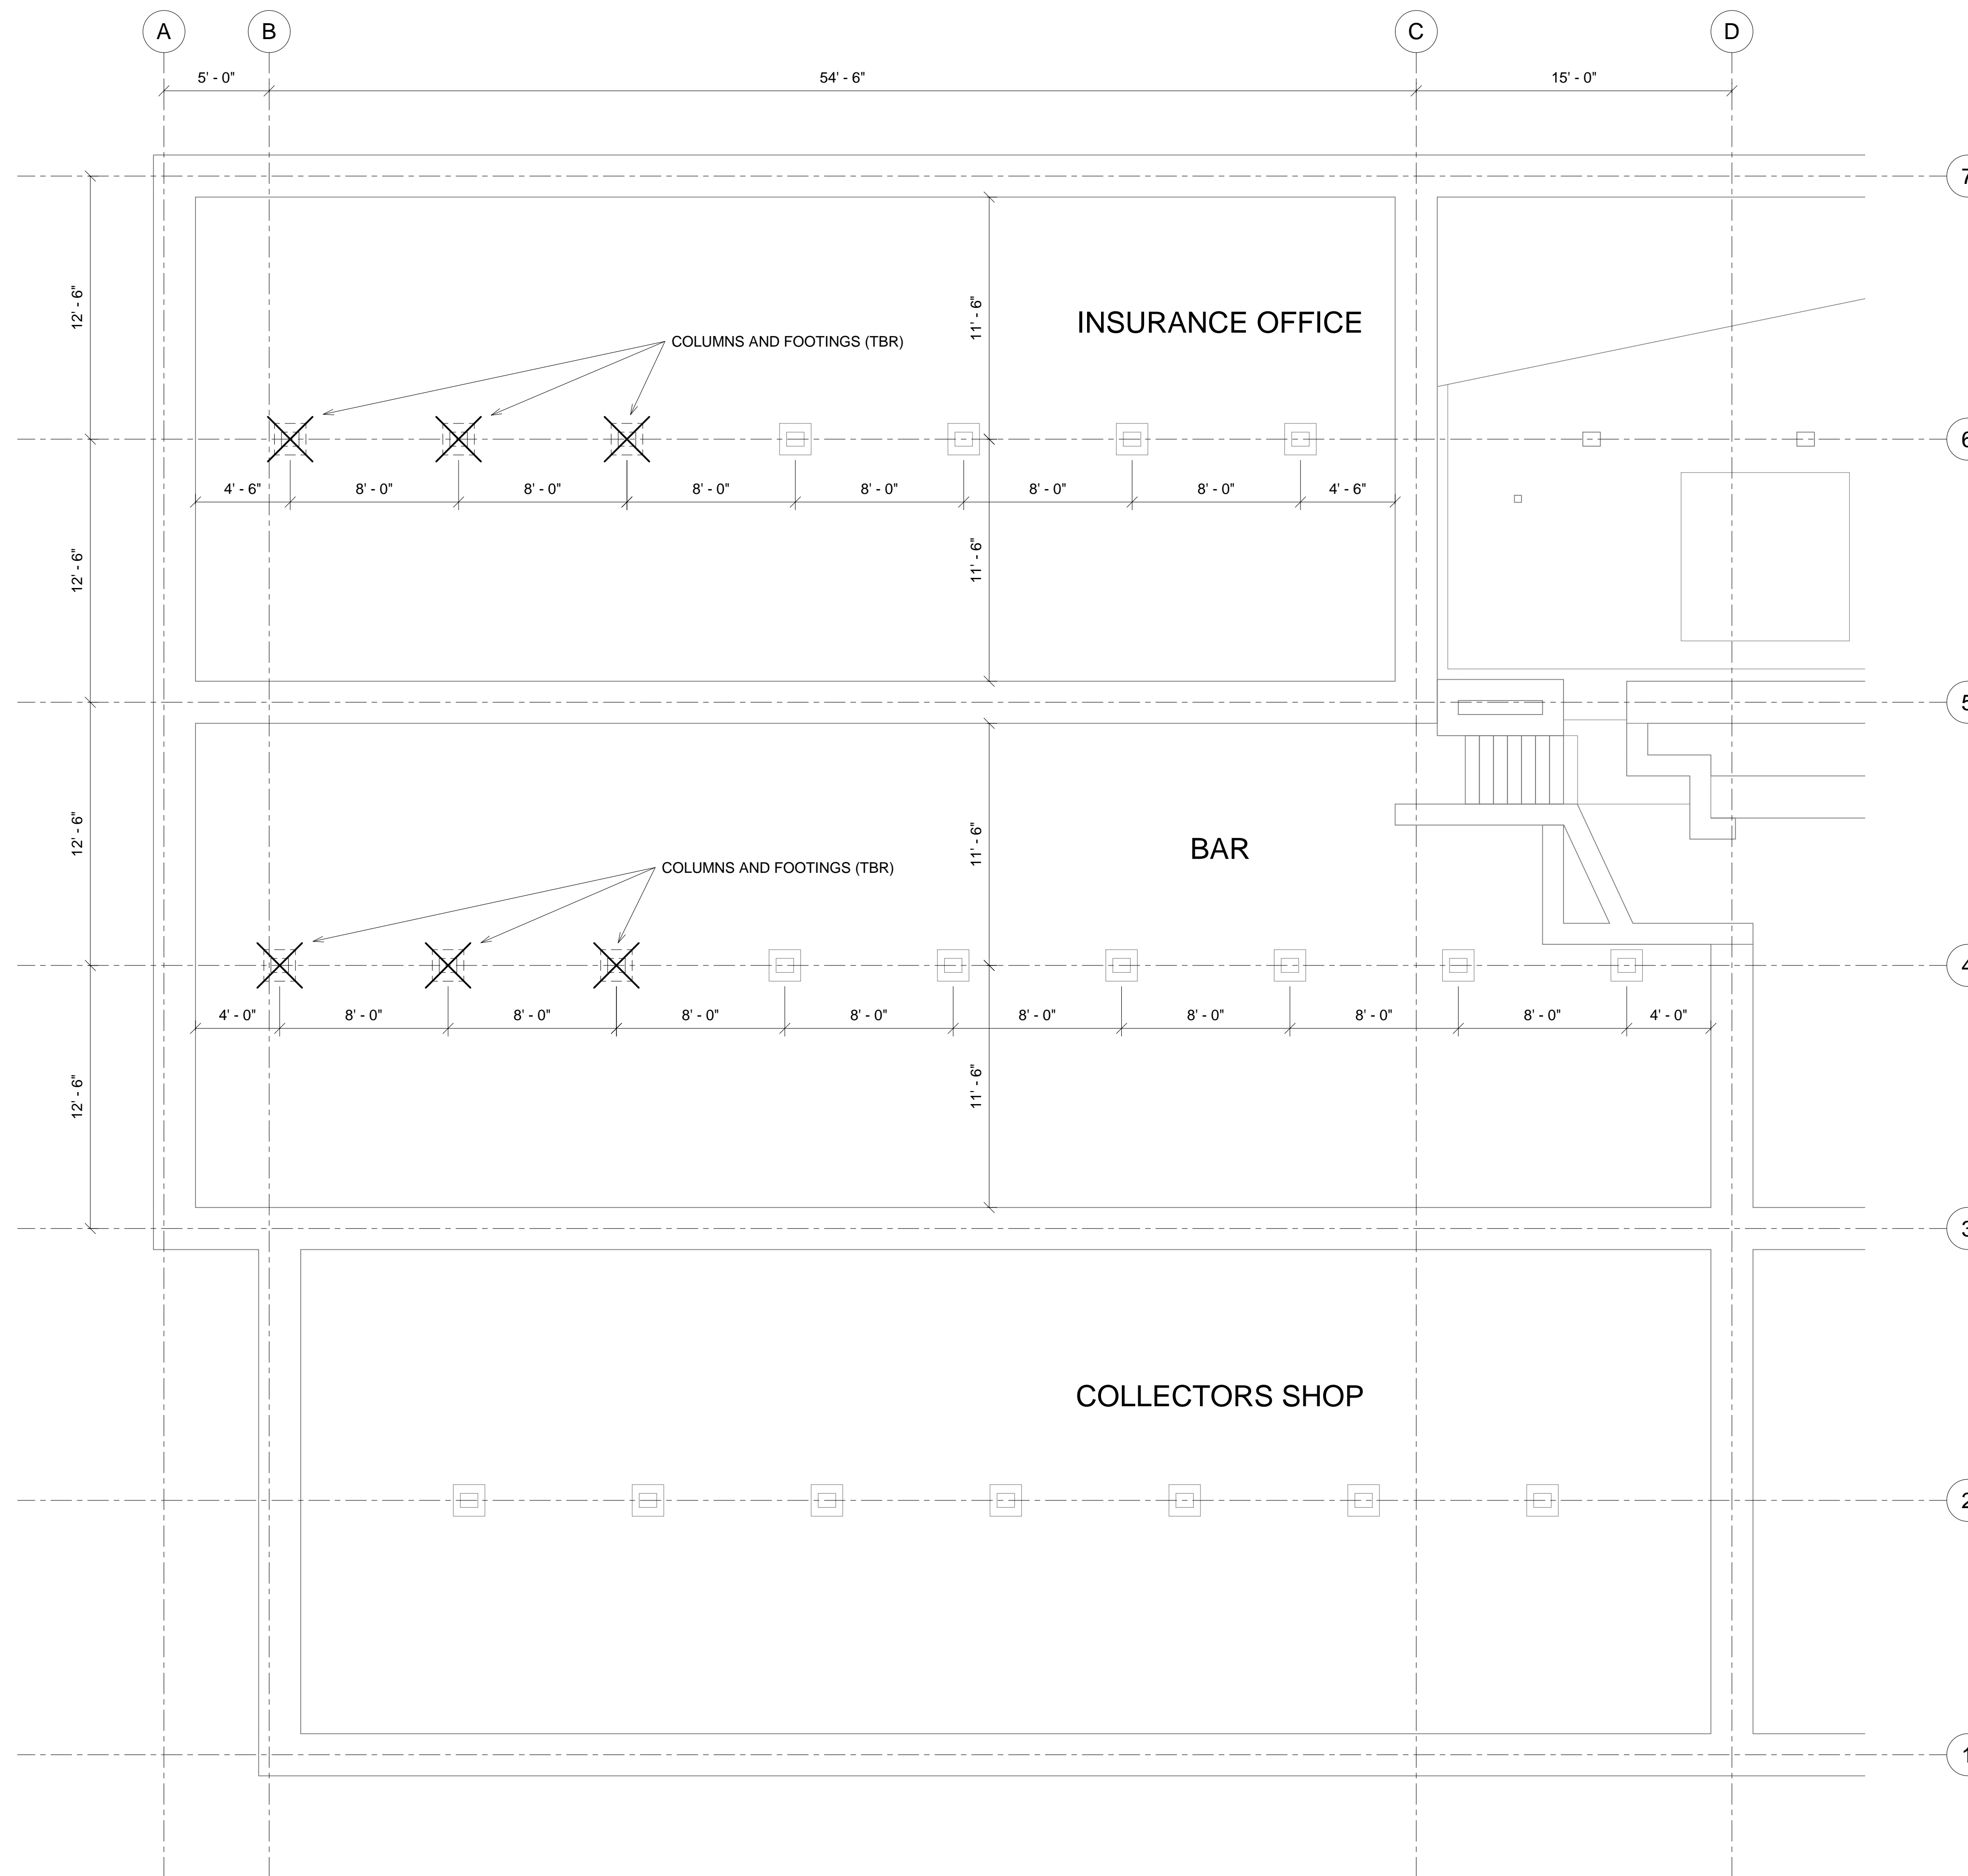 A
B
C
D
5' - 0"
54' - 6"
15' - 0"
7
12' - 6"
11' - 6"
INSURANCE OFFICE
COLUMNS AND FOOTINGS (TBR)
6
4' - 6"
8' - 0"
8' - 0"
8' - 0"
8' - 0"
8' - 0"
8' - 0"
4' - 6"
12' - 6"
11' - 6"
5
12' - 6"
11' - 6"
BAR
COLUMNS AND FOOTINGS (TBR)
4
4' - 0"
8' - 0"
8' - 0"
8' - 0"
8' - 0"
8' - 0"
8' - 0"
8' - 0"
8' - 0"
4' - 0"
12' - 6"
11' - 6"
3
COLLECTORS SHOP
2
1